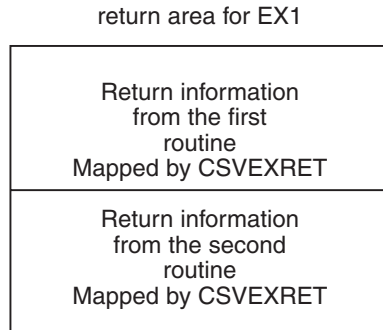 return area for EX1
Return information
from the first
routine
Mapped by CSVEXRET
Return information
from the second
routine
Mapped by CSVEXRET